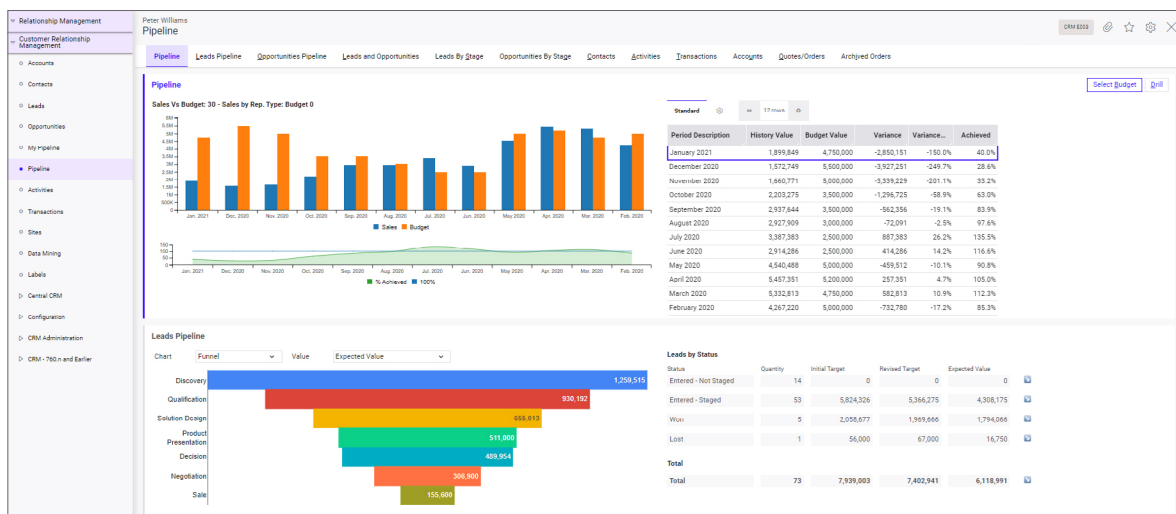 Relationship Management
Customer Relationship
Management
Accounts
Contacts
Leads
Opportunities
My Pipeline
Pipeline
Activities
Transactions
Sites
Data Mining
Labels
Central CRM
Configuration
CRM Administration
CRM - 760.n and Earlier
Peter Williams
Pipeline
CRM E003
Pipeline Leads Pipeline Opportunities Pipeline Leads and Opportunities Leads By Stage Opportunities By Stage Contacts Activities Transactions Accounts Quotes/Orders Archived Orders
Pipeline
Select Budget Drill
Sales Vs Budget: 30 - Sales by Rep. Type: Budget 0
6M
5.5M
5M
4.5M
4M
3.5M
3M
2.5M
2M
1.5M
1M
500K
0
Jan. 2021 Dec. 2020 Nov. 2020 Oct. 2020 Sep. 2020 Aug. 2020 Jul. 2020 Jun. 2020 May 2020 Apr. 2020 Mar. 2020 Feb. 2020
Sales Budget
150
100
50
0
Jan. 2021 Dec. 2020 Nov. 2020 Oct. 2020 Sep. 2020 Aug. 2020 Jul. 2020 Jun. 2020 May 2020 Apr. 2020 Mar. 2020 Feb. 2020
% Achieved 100%
Standard 12 rows
Period Description History Value Budget Value Variance Variance... Achieved
January 2021 1,899,849 4,750,000 -2,850,151 -150.0% 40.0%
December 2020 1,572,749 5,500,000 -3,927,251 -249.7% 28.6%
November 2020 1,660,771 5,000,000 -3,339,229 -201.1% 33.2%
October 2020 2,203,275 3,500,000 -1,296,725 -58.9% 63.0%
September 2020 2,937,644 3,500,000 -562,356 -19.1% 83.9%
August 2020 2,927,909 3,000,000 -72,091 -2.5% 97.6%
July 2020 3,387,383 2,500,000 887,383 26.2% 135.5%
June 2020 2,914,286 2,500,000 414,286 14.2% 116.6%
May 2020 4,540,488 5,000,000 -459,512 -10.1% 90.8%
April 2020 5,457,351 5,200,000 257,351 4.7% 105.0%
March 2020 5,332,813 4,750,000 582,813 10.9% 112.3%
February 2020 4,267,220 5,000,000 -732,780 -17.2% 85.3%
Leads Pipeline
Chart Funnel Value Expected Value
Discovery 1,259,515
Qualification 930,192
Solution Design 655,013
Product
Presentation 511,000
Decision 489,954
Negotiation 306,900
Sale 155,600
Leads by Status
Status Quantity Initial Target Revised Target Expected Value
Entered - Not Staged 14 0 0 0
Entered - Staged 53 5,824,326 5,366,275 4,308,175
Won 5 2,058,677 1,969,666 1,794,066
Lost 1 56,000 67,000 16,750
Total
Total 73 7,939,003 7,402,941 6,118,991